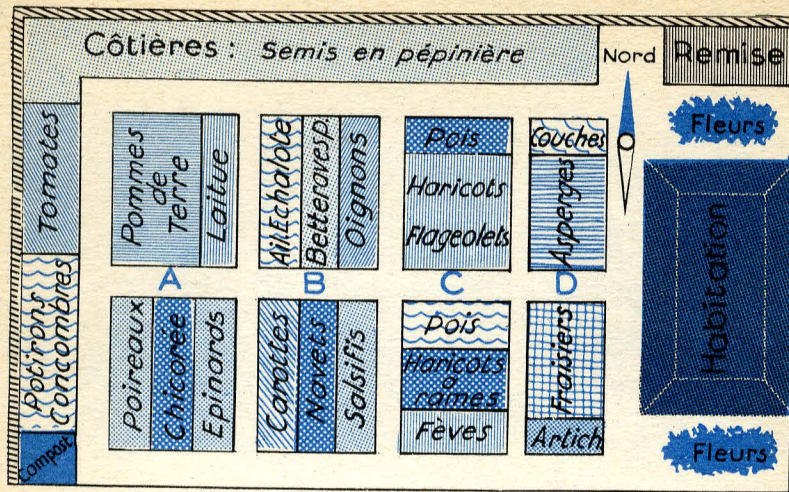 Côtières : Semis en pépinière
Nord
Remise
Tomates
Potirons
Concombres
Compost
Pommes
de
Terre
Laitue
Ail.Echalote
Betteravesp.
Oignons
Pois
Haricots
Flageolets
Couches
Asperges
A
B
C
D
Poireaux
Chicorée
Epinards
Carottes
Navets
Salsifis
Pois
Haricots
à
rames
Fèves
Fraisiers
Artich
Fleurs
Habitation
Fleurs